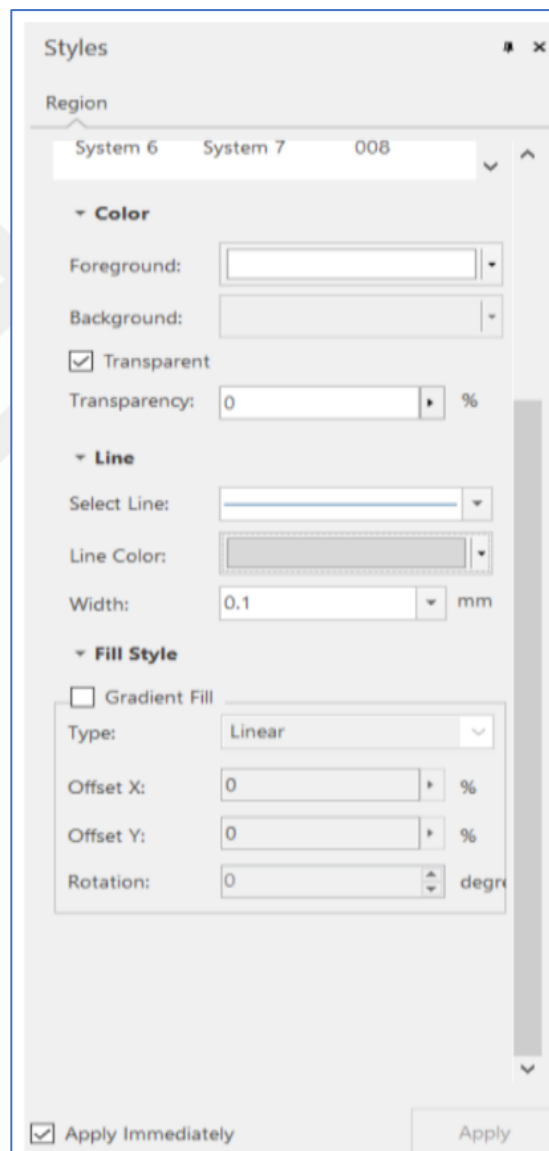 Styles
Region
System 6 System 7 008
Color
Foreground:
Background:
Transparent
Transparency: 0 %
Line
Select Line:
Line Color:
Width: 0.1 mm
Fill Style
Gradient Fill
Type: Linear
Offset X: 0 %
Offset Y: 0 %
Rotation: 0 degre
Apply Immediately Apply